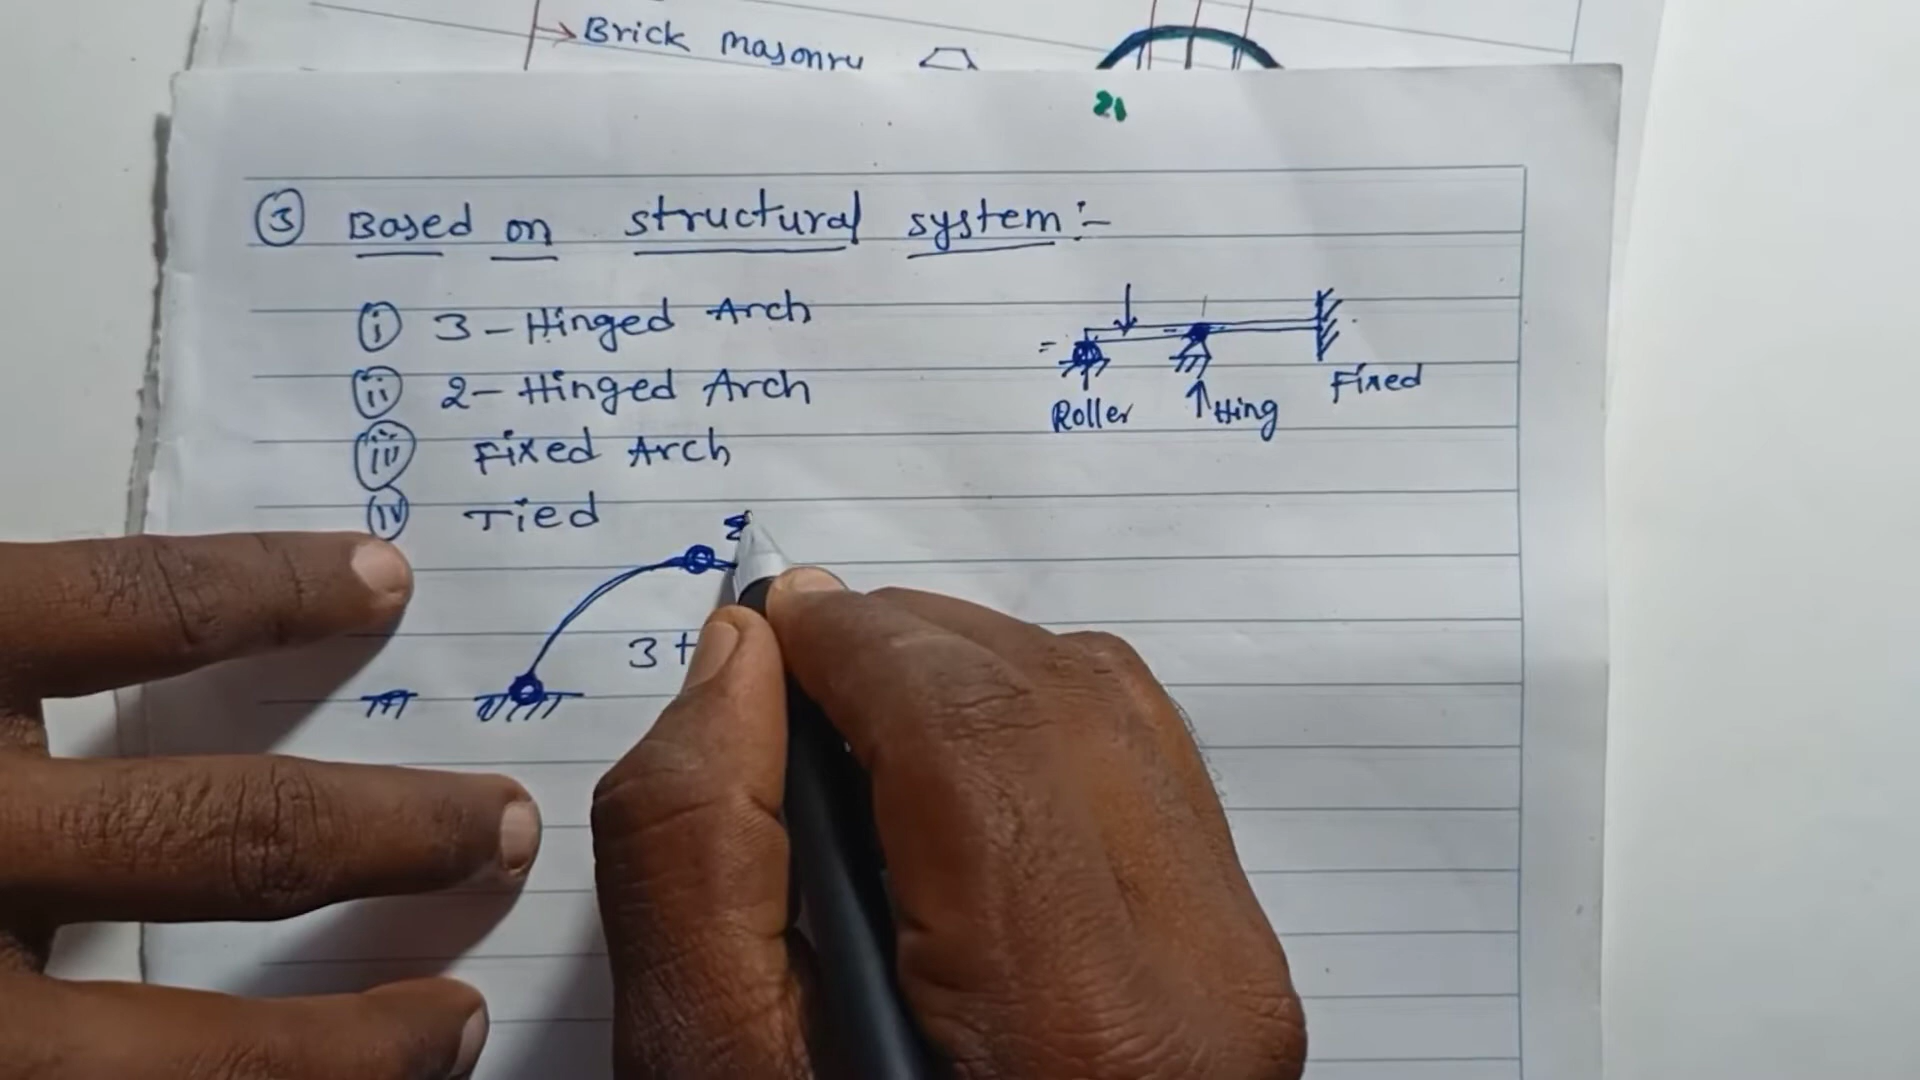 Brick masonry
③ Based on structural system :-
(i) 3-Hinged Arch
(ii) 2-Hinged Arch
(iii) Fixed Arch
(iv) Tied
Roller
Hing
Fixed
3